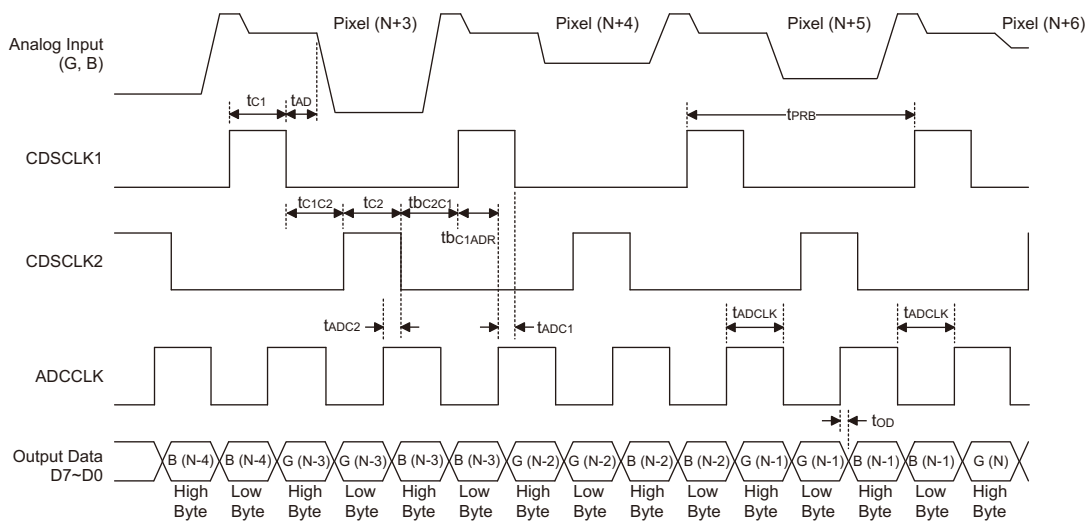 Pixel (N+3) Pixel (N+4) Pixel (N+5) Pixel (N+6)
Analog Input
(G, B)
tC1 tAD tPRB
CDSCLK1
tC1C2 tC2 tbC2C1
tbC1ADR
CDSCLK2
tADC2 tADC1 tADCLK tADCLK
ADCCLK
tOD
Output Data
D7~D0
B (N-4) B (N-4) G (N-3) G (N-3) B (N-3) B (N-3) G (N-2) G (N-2) B (N-2) B (N-2) G (N-1) G (N-1) B (N-1) B (N-1) G (N)
High Low High Low High Low High Low High Low High Low High Low High
Byte Byte Byte Byte Byte Byte Byte Byte Byte Byte Byte Byte Byte Byte Byte